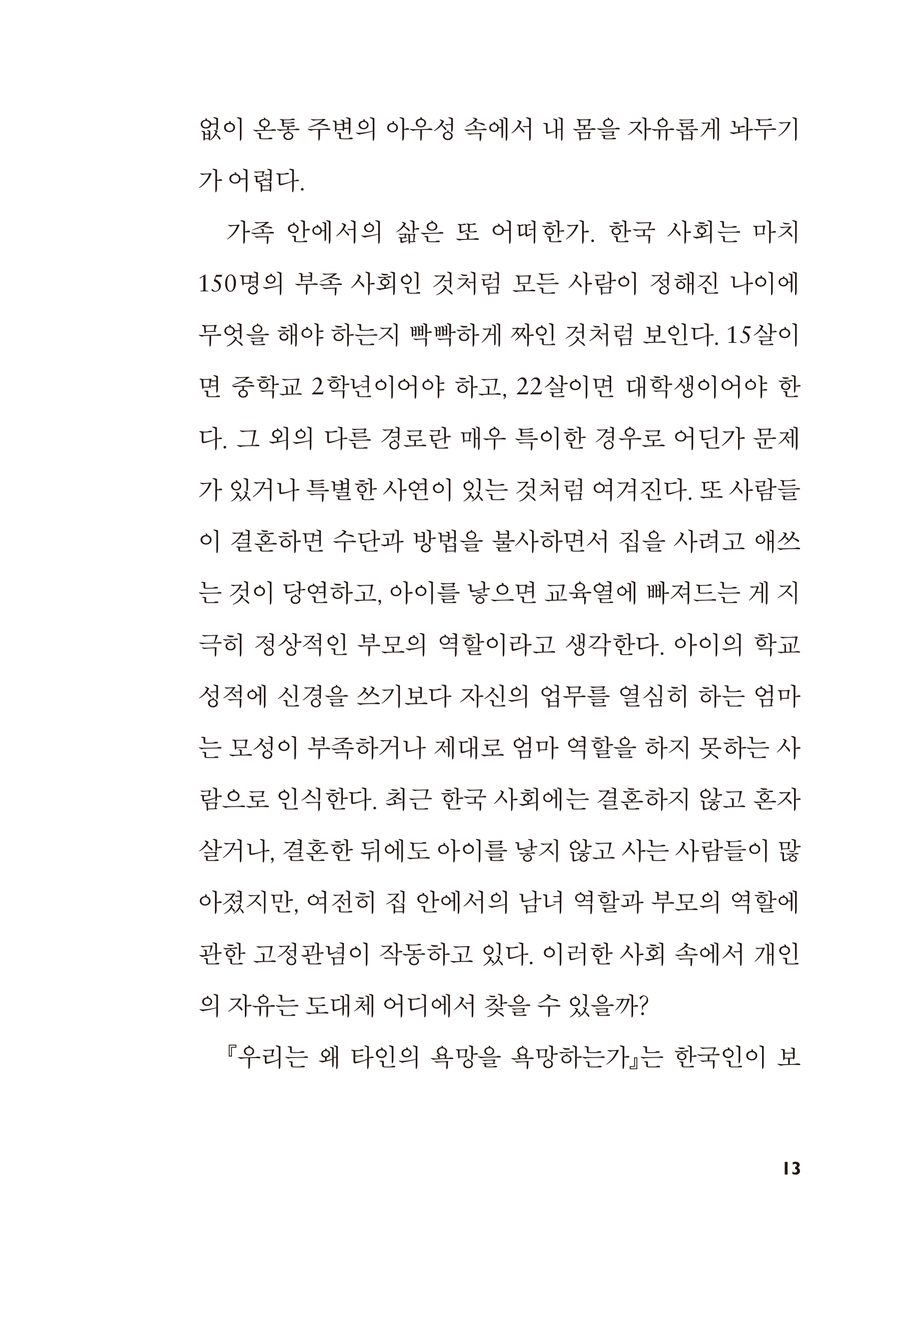 없이 온통 주변의 아우성 속에서 내 몸을 자유롭게 놔두기
가 어렵다.
가족 안에서의 삶은 또 어떠한가. 한국 사회는 마치
150명의 부족 사회인 것처럼 모든 사람이 정해진 나이에
무엇을 해야 하는지 빡빡하게 짜인 것처럼 보인다. 15살이
면 중학교 2학년이어야 하고, 22살이면 대학생이어야 한
다. 그 외의 다른 경로란 매우 특이한 경우로 어딘가 문제
가 있거나 특별한 사연이 있는 것처럼 여겨진다. 또 사람들
이 결혼하면 수단과 방법을 불사하면서 집을 사려고 애쓰
는 것이 당연하고, 아이를 낳으면 교육열에 빠져드는 게 지
극히 정상적인 부모의 역할이라고 생각한다. 아이의 학교
성적에 신경을 쓰기보다 자신의 업무를 열심히 하는 엄마
는 모성이 부족하거나 제대로 엄마 역할을 하지 못하는 사
람으로 인식한다. 최근 한국 사회에는 결혼하지 않고 혼자
살거나, 결혼한 뒤에도 아이를 낳지 않고 사는 사람들이 많
아졌지만, 여전히 집 안에서의 남녀 역할과 부모의 역할에
관한 고정관념이 작동하고 있다. 이러한 사회 속에서 개인
의 자유는 도대체 어디에서 찾을 수 있을까?
『우리는 왜 타인의 욕망을 욕망하는가』는 한국인이 보
13